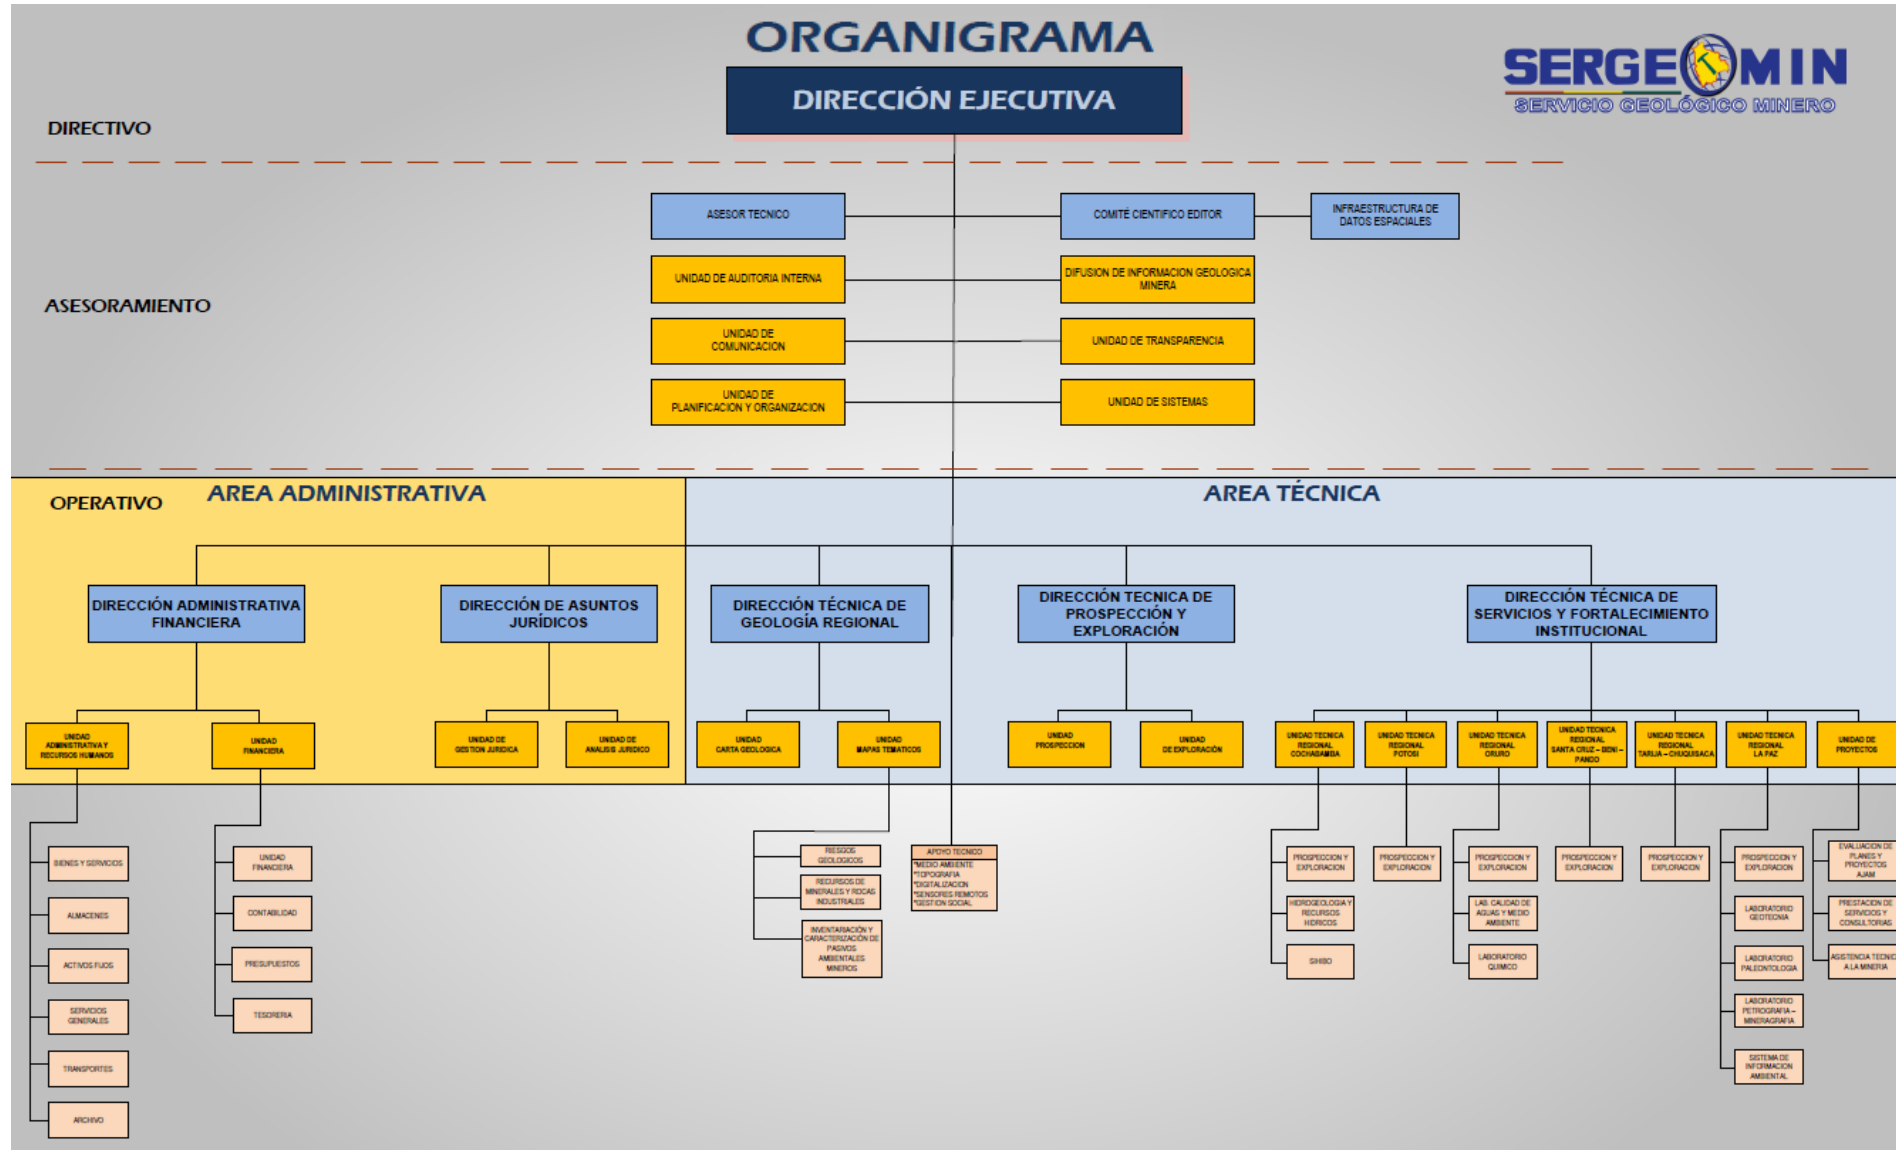 ORGANIGRAMA
SERGEOMIN
SERVICIO GEOLÓGICO MINERO
DIRECCIÓN EJECUTIVA
DIRECTIVO
ASESOR TECNICO
COMITÉ CIENTIFICO EDITOR
INFRAESTRUCTURA DE
DATOS ESPACIALES
UNIDAD DE AUDITORIA INTERNA
DIFUSION DE INFORMACION GEOLOGICA
MINERA
ASESORAMIENTO
UNIDAD DE
COMUNICACION
UNIDAD DE TRANSPARENCIA
UNIDAD DE
PLANIFICACION Y ORGANIZACION
UNIDAD DE SISTEMAS
OPERATIVO
AREA ADMINISTRATIVA
AREA TÉCNICA
DIRECCIÓN ADMINISTRATIVA
FINANCIERA
DIRECCIÓN DE ASUNTOS
JURÍDICOS
DIRECCIÓN TÉCNICA DE
GEOLOGÍA REGIONAL
DIRECCIÓN TECNICA DE
PROSPECCIÓN Y
EXPLORACIÓN
DIRECCIÓN TÉCNICA DE
SERVICIOS Y FORTALECIMIENTO
INSTITUCIONAL
UNIDAD
ADMINISTRATIVA Y
RECURSOS HUMANOS
UNIDAD
FINANCIERA
UNIDAD DE
GESTION JURIDICA
UNIDAD DE
ANALISIS JURIDICO
UNIDAD
CARTA GEOLOGICA
UNIDAD
MAPAS TEMATICOS
UNIDAD
PROSPECCION
UNIDAD
DE EXPLORACIÓN
UNIDAD TECNICA
REGIONAL
COCHABAMBA
UNIDAD TECNICA
REGIONAL
POTOSI
UNIDAD TECNICA
REGIONAL
ORURO
UNIDAD TECNICA
REGIONAL
SANTA CRUZ – BENI –
PANDO
UNIDAD TECNICA
REGIONAL
TARIJA – CHUQUISACA
UNIDAD TECNICA
REGIONAL
LA PAZ
UNIDAD DE
PROYECTOS
BIENES Y SERVICIOS
ALMACENES
ACTIVOS FIJOS
SERVICIOS
GENERALES
TRANSPORTES
ARCHIVO
UNIDAD
FINANCIERA
CONTABILIDAD
PRESUPUESTOS
TESORERIA
RIESGOS
GEOLOGICOS
RECURSOS DE
MINERALES Y ROCAS
INDUSTRIALES
INVENTARIACIÓN Y
CARACTERIZACIÓN DE
PASIVOS
AMBIENTALES
MINEROS
APOYO TECNICO
*MEDIO AMBIENTE
*TOPOGRAFIA
*DIGITALIZACION
*SENSORES REMOTOS
*GESTION SOCIAL
PROSPECCION Y
EXPLORACION
HIDROGEOLOGIA Y
RECURSOS
HIDRICOS
SIHIBO
PROSPECCION Y
EXPLORACION
PROSPECCION Y
EXPLORACION
LAB. CALIDAD DE
AGUAS Y MEDIO
AMBIENTE
LABORATORIO
QUIMICO
PROSPECCION Y
EXPLORACION
PROSPECCION Y
EXPLORACION
PROSPECCION Y
EXPLORACION
LABORATORIO
GEOTECNIA
LABORATORIO
PALEONTOLOGIA
LABORATORIO
PETROGRAFIA –
MINERAGRAFIA
SISTEMA DE
INFORMACION
AMBIENTAL
EVALUACION DE
PLANES Y
PROYECTOS
AJAM
PRESTACION DE
SERVICIOS Y
CONSULTORIAS
ASISTENCIA TECNIC
A LA MINERIA